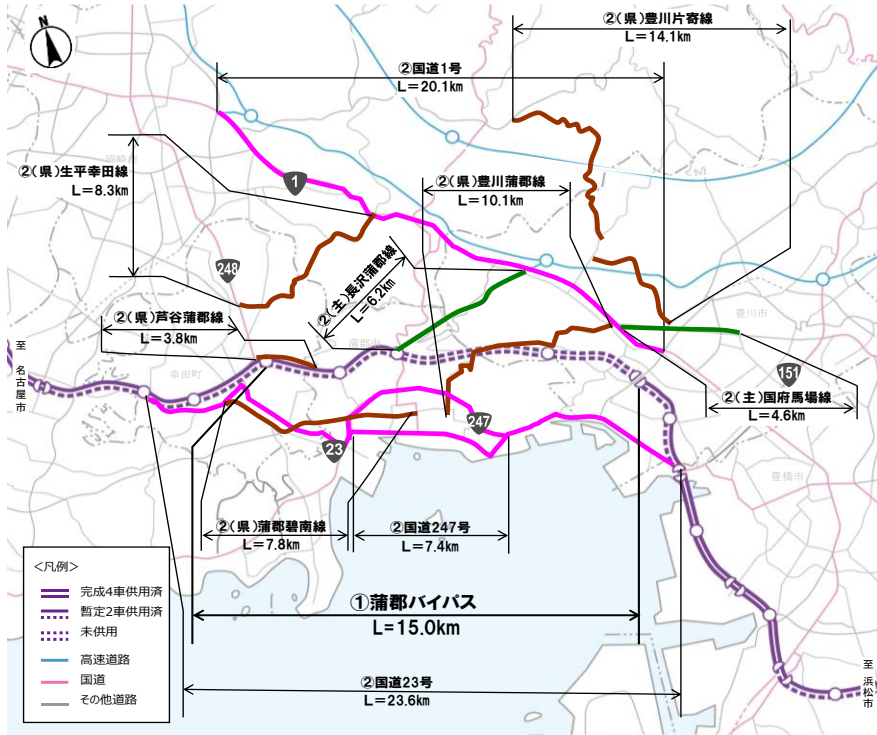 N
②(県)豊川片寄線
L=14.1km
②国道1号
L=20.1km
岡崎市
②(県)生平幸田線
L=8.3km
1
②(県)豊川蒲郡線
L=10.1km
248
②(主)長沢蒲郡線
L=6.2km
②(県)芦谷蒲郡線
L=3.8km
豊川市
蒲郡市
至 名古屋市
幸田町
151
②(主)国府馬場線
L=4.6km
247
23
豊橋市
②(県)蒲郡碧南線
L=7.8km
②国道247号
L=7.4km
<凡例>
完成4車供用済
暫定2車供用済
未供用
高速道路
国道
その他道路
①蒲郡バイパス
L=15.0km
②国道23号
L=23.6km
至 浜松市